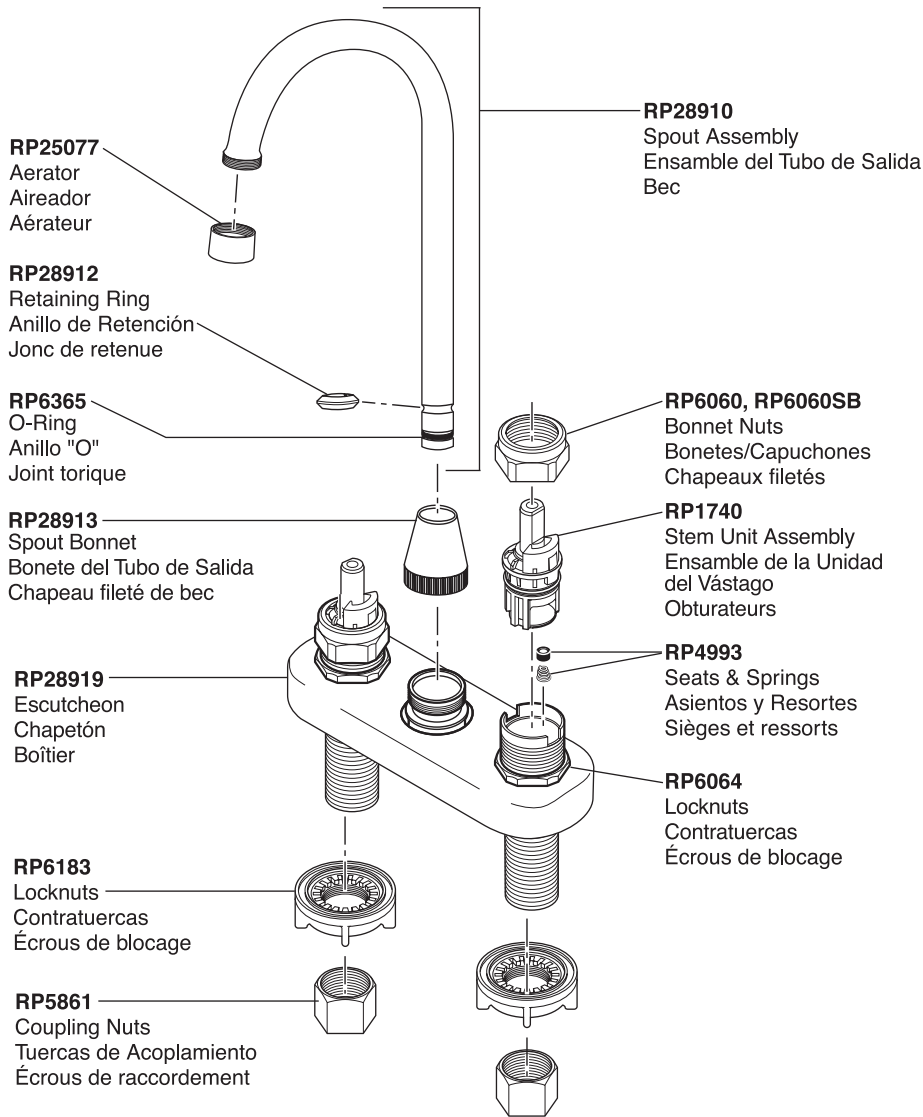 RP25077
Aerator
Aireador
Aérateur
RP28912
Retaining Ring
Anillo de Retención
Jonc de retenue
RP6365
O-Ring
Anillo "O"
Joint torique
RP28913
Spout Bonnet
Bonete del Tubo de Salida
Chapeau fileté de bec
RP28919
Escutcheon
Chapetón
Boîtier
RP6183
Locknuts
Contratuercas
Écrous de blocage
RP5861
Coupling Nuts
Tuercas de Acoplamiento
Écrous de raccordement
RP28910
Spout Assembly
Ensamble del Tubo de Salida
Bec
RP6060, RP6060SB
Bonnet Nuts
Bonetes/Capuchones
Chapeaux filetés
RP1740
Stem Unit Assembly
Ensamble de la Unidad
del Vástago
Obturateurs
RP4993
Seats & Springs
Asientos y Resortes
Sièges et ressorts
RP6064
Locknuts
Contratuercas
Écrous de blocage